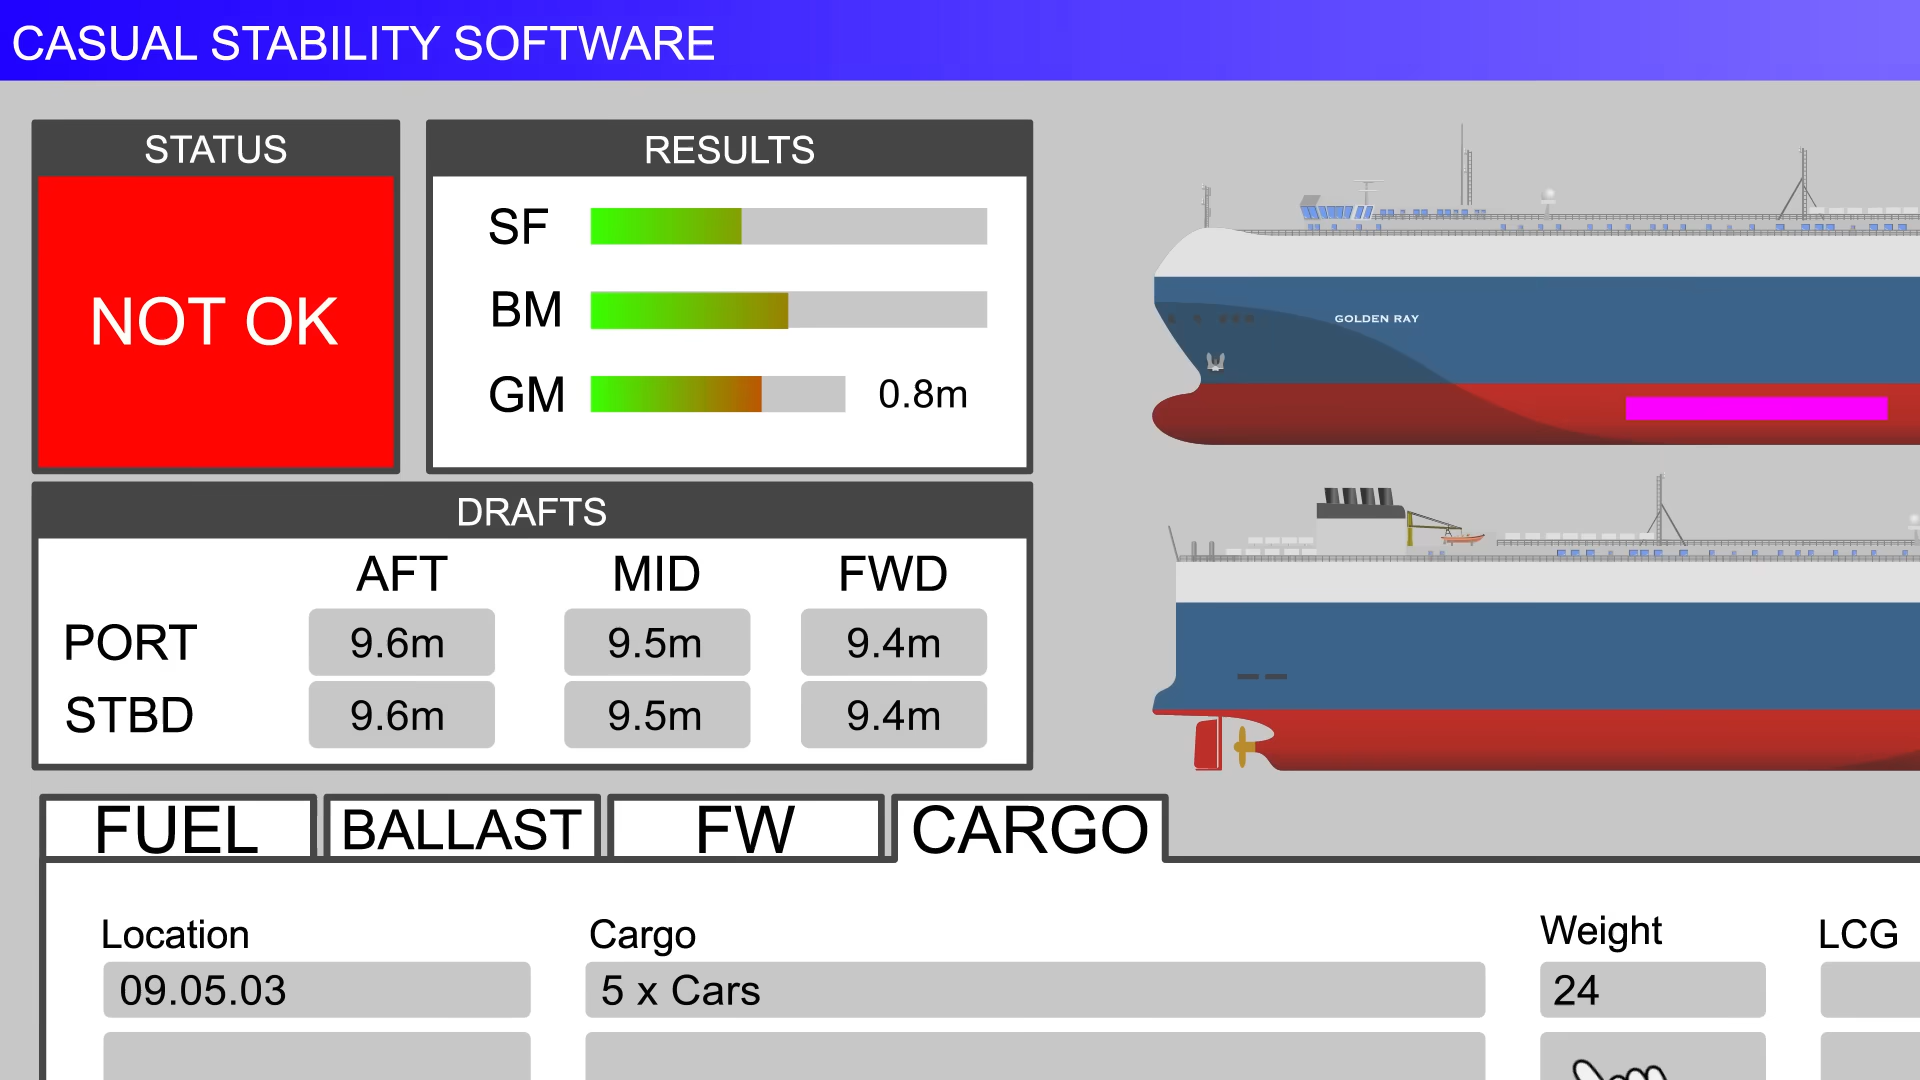 CASUAL STABILITY SOFTWARE
STATUS
NOT OK
RESULTS
SF
BM
GM 0.8m
GOLDEN RAY
DRAFTS
AFT MID FWD
PORT 9.6m 9.5m 9.4m
STBD 9.6m 9.5m 9.4m
FUEL BALLAST FW CARGO
Location Cargo Weight LCG
09.05.03 5 x Cars 24